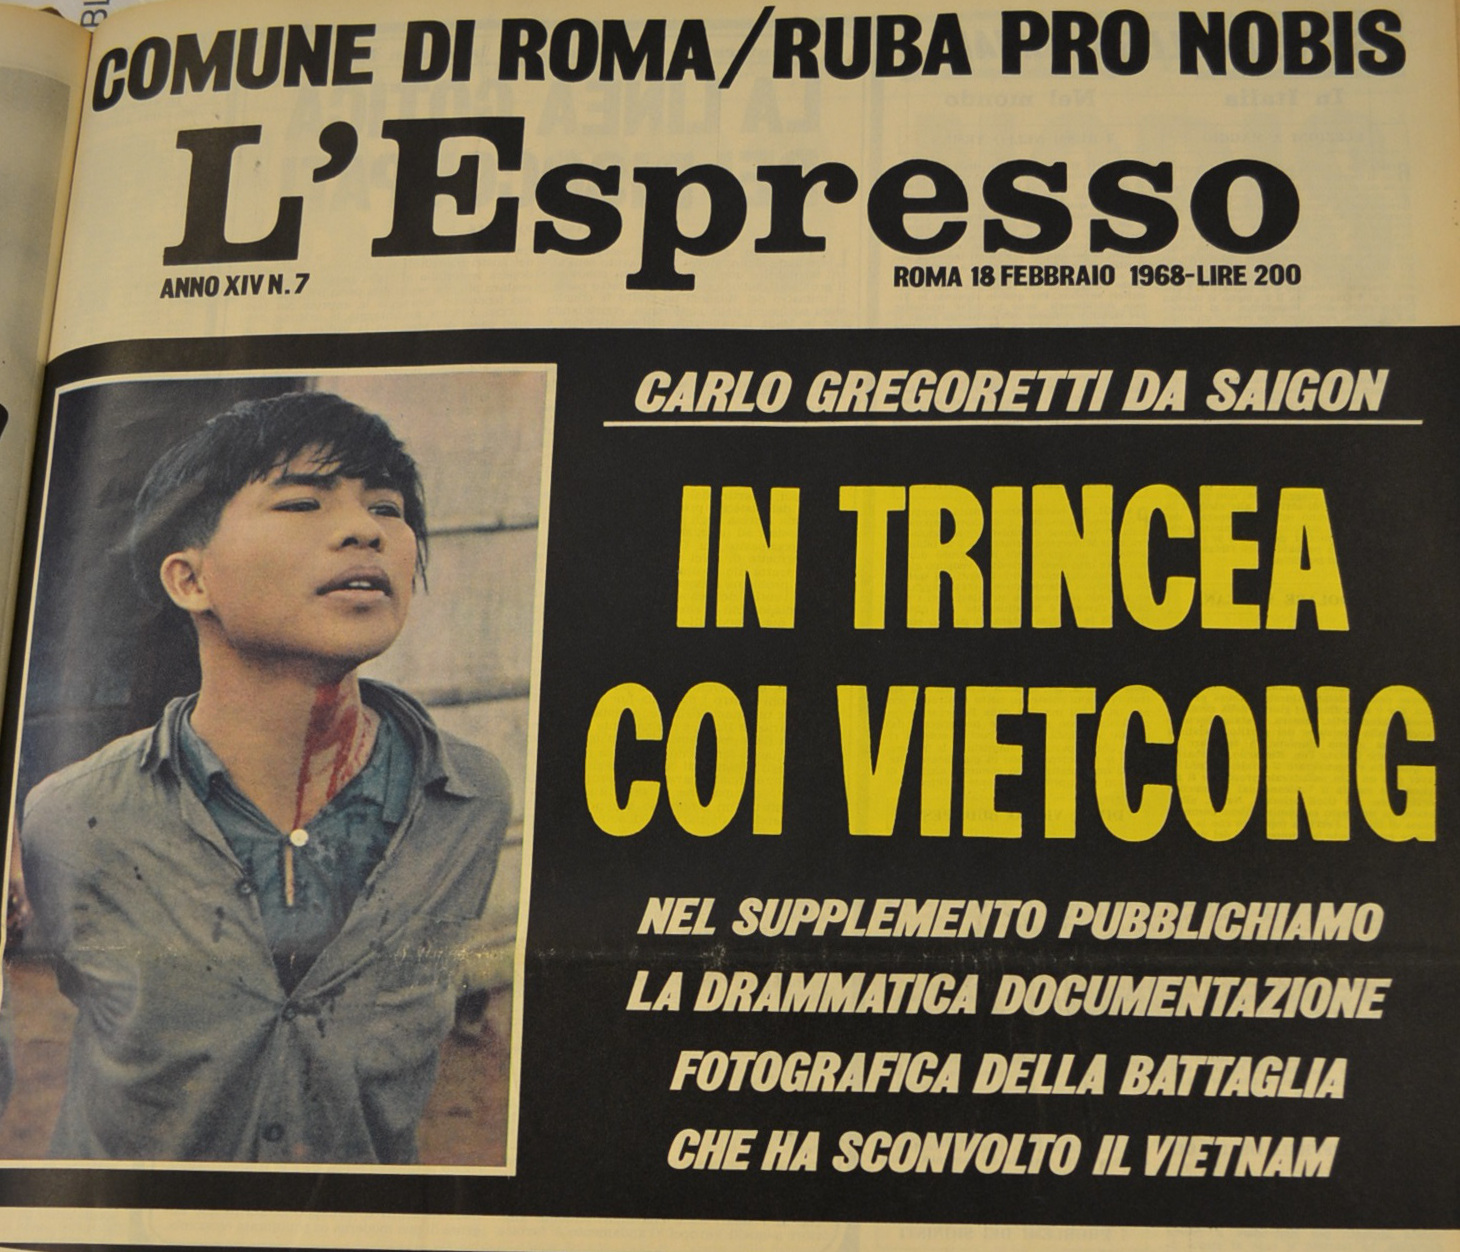 COMUNE DI ROMA/RUBA PRO NOBIS
L'Espresso
ANNO XIV N. 7
ROMA 18 FEBBRAIO 1968-LIRE 200
CARLO GREGORETTI DA SAIGON
IN TRINCEA
COI VIETCONG
NEL SUPPLEMENTO PUBBLICHIAMO
LA DRAMMATICA DOCUMENTAZIONE
FOTOGRAFICA DELLA BATTAGLIA
CHE HA SCONVOLTO IL VIETNAM